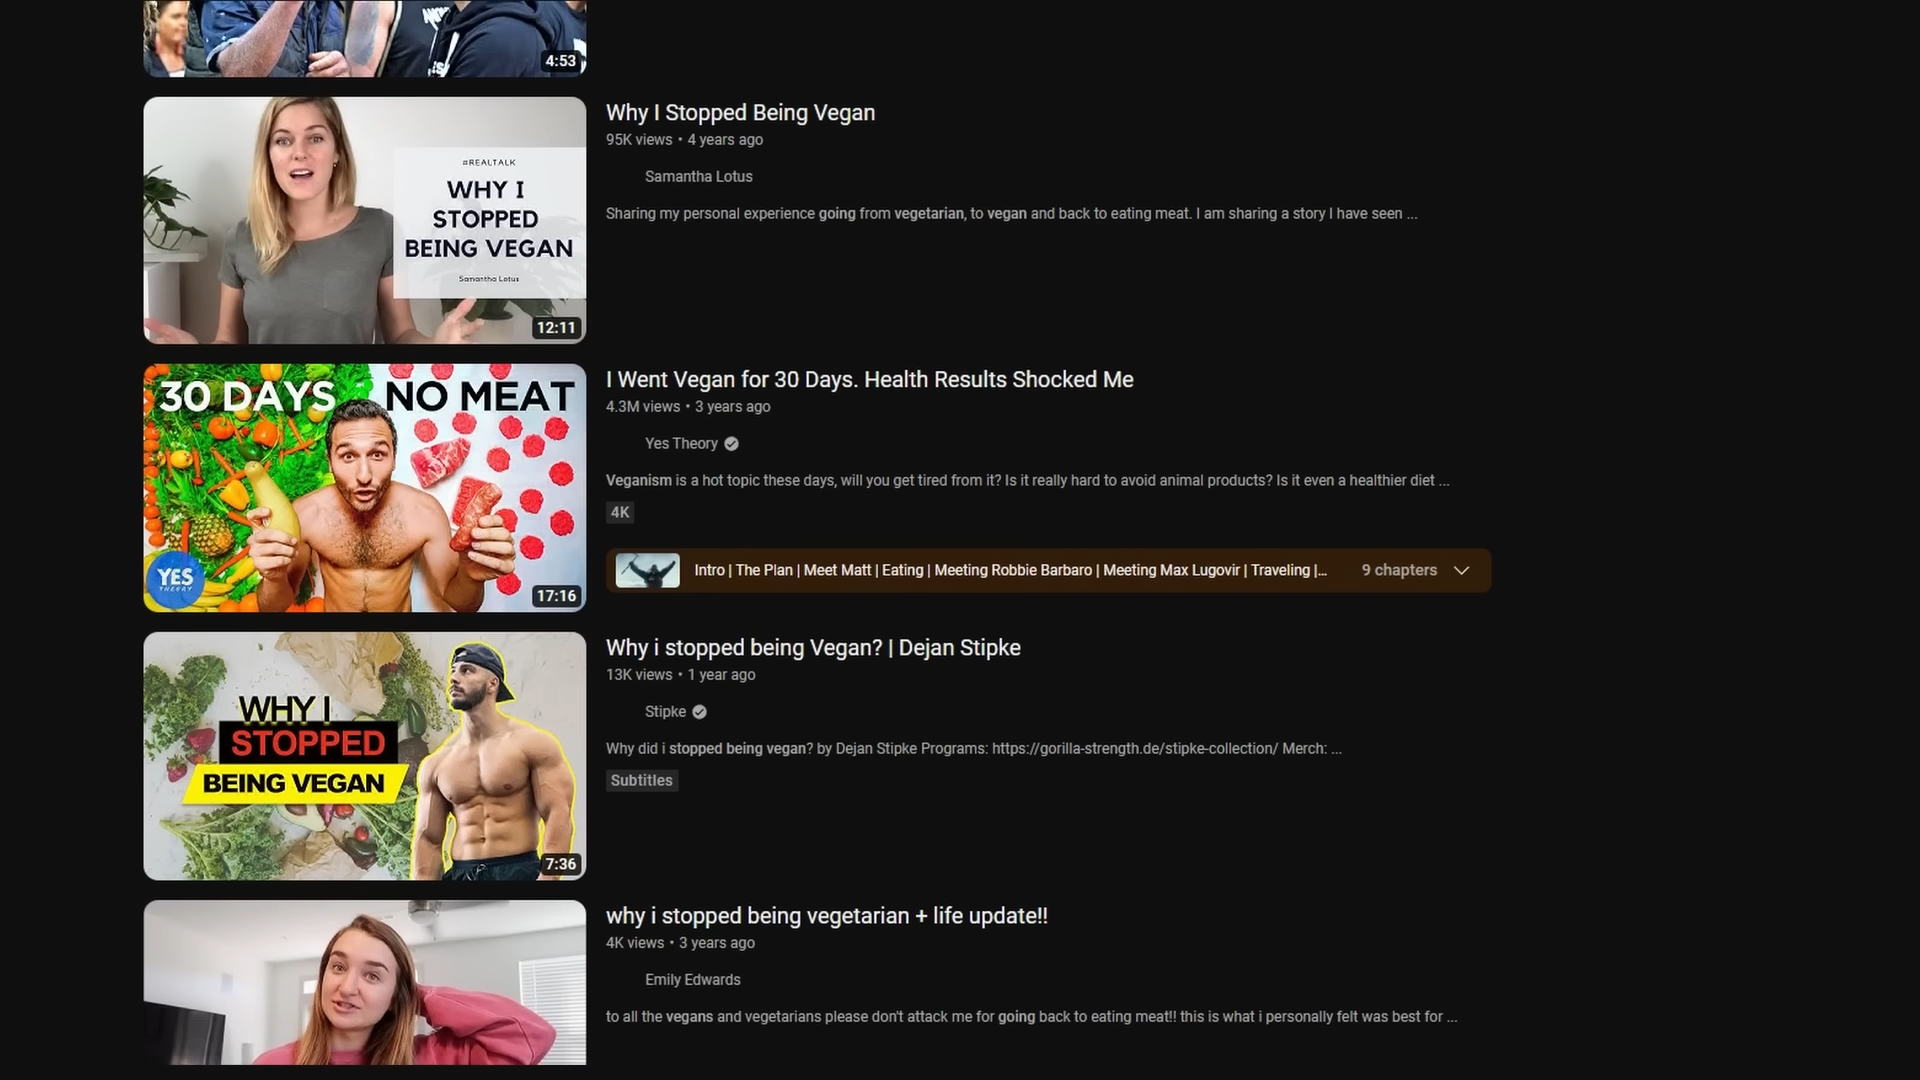 4:53
#REALTALK
WHY I
STOPPED
BEING VEGAN
Samantha Lotus
12:11
Why I Stopped Being Vegan
95K views • 4 years ago
Samantha Lotus
Sharing my personal experience going from vegetarian, to vegan and back to eating meat. I am sharing a story I have seen ...
30 DAYS NO MEAT
YES
THEORY
17:16
I Went Vegan for 30 Days. Health Results Shocked Me
4.3M views • 3 years ago
Yes Theory
Veganism is a hot topic these days, will you get tired from it? Is it really hard to avoid animal products? Is it even a healthier diet ...
4K
Intro | The Plan | Meet Matt | Eating | Meeting Robbie Barbaro | Meeting Max Lugovir | Traveling |...
9 chapters
WHY I
STOPPED
BEING VEGAN
7:36
Why i stopped being Vegan? | Dejan Stipke
13K views • 1 year ago
Stipke
Why did i stopped being vegan? by Dejan Stipke Programs: https://gorilla-strength.de/stipke-collection/ Merch: ...
Subtitles
why i stopped being vegetarian + life update!!
4K views • 3 years ago
Emily Edwards
to all the vegans and vegetarians please don't attack me for going back to eating meat!! this is what i personally felt was best for ...